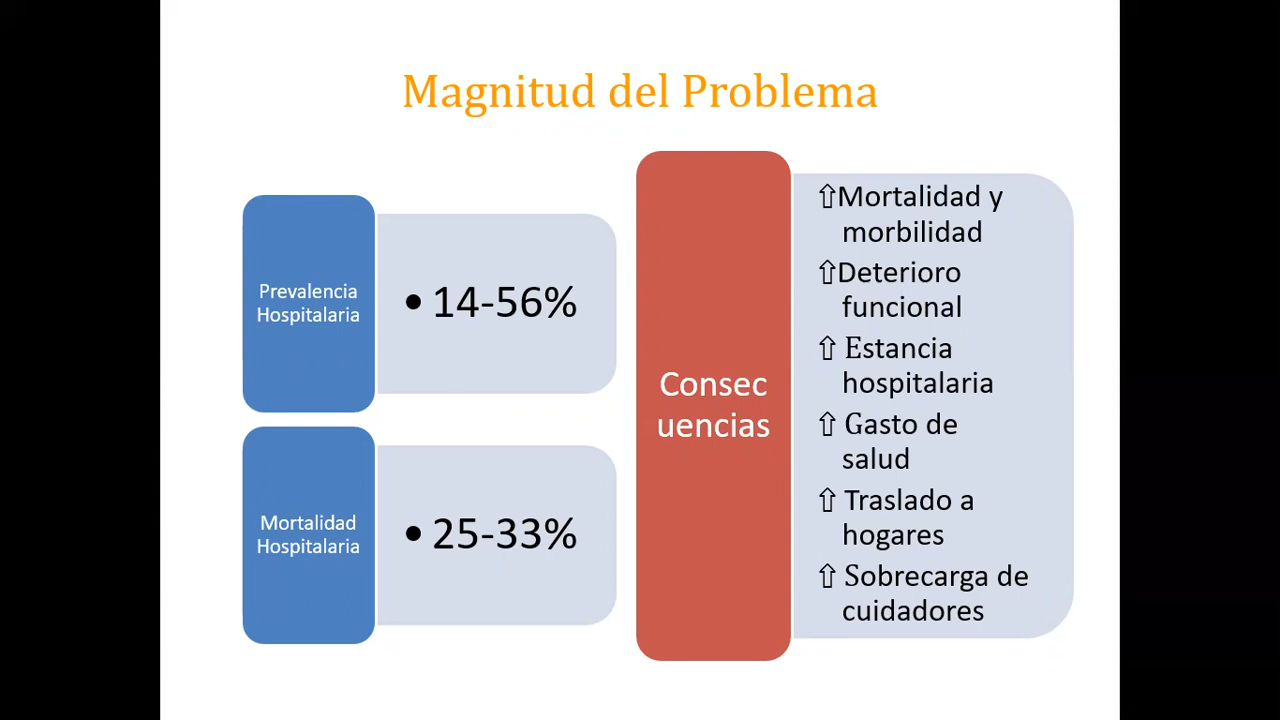 Magnitud del Problema
Prevalencia
Hospitalaria
• 14-56%
Mortalidad
Hospitalaria
• 25-33%
Consec
uencias
⇧Mortalidad y
morbilidad
⇧Deterioro
funcional
⇧ Estancia
hospitalaria
⇧ Gasto de
salud
⇧ Traslado a
hogares
⇧ Sobrecarga de
cuidadores